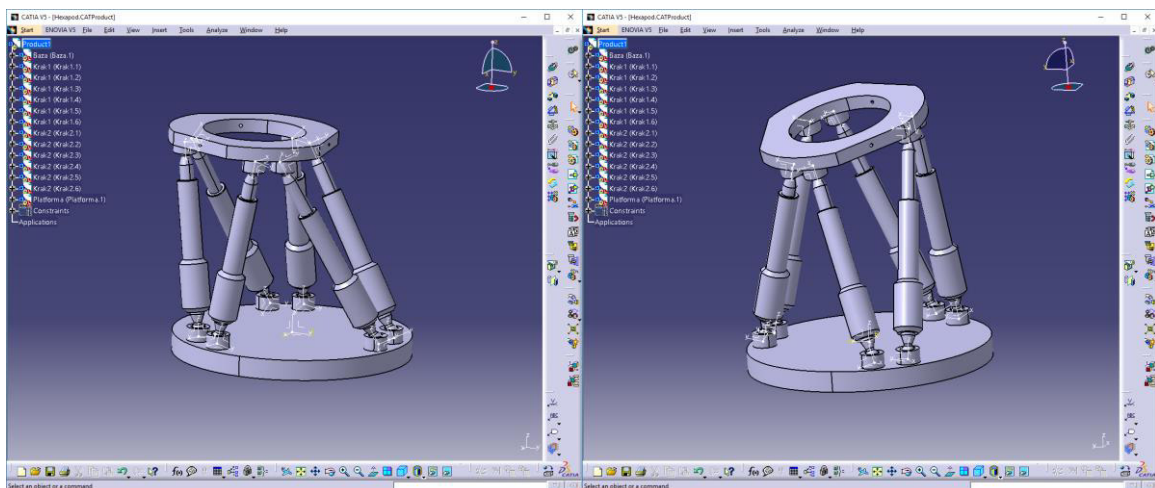 CATIA V5 - [Hexapod.CATProduct]
Start ENOVIA V5 File Edit View Insert Tools Analyze Window Help
Product1
Baza (Baza.1)
Krak1 (Krak1.1)
Krak1 (Krak1.2)
Krak1 (Krak1.3)
Krak1 (Krak1.4)
Krak1 (Krak1.5)
Krak1 (Krak1.6)
Krak2 (Krak2.1)
Krak2 (Krak2.2)
Krak2 (Krak2.3)
Krak2 (Krak2.4)
Krak2 (Krak2.5)
Krak2 (Krak2.6)
Platforma (Platforma.1)
Constraints
Applications
Select an object or a command
CATIA V5 - [Hexapod.CATProduct]
Start ENOVIA V5 File Edit View Insert Tools Analyze Window Help
Product1
Baza (Baza.1)
Krak1 (Krak1.1)
Krak1 (Krak1.2)
Krak1 (Krak1.3)
Krak1 (Krak1.4)
Krak1 (Krak1.5)
Krak1 (Krak1.6)
Krak2 (Krak2.1)
Krak2 (Krak2.2)
Krak2 (Krak2.3)
Krak2 (Krak2.4)
Krak2 (Krak2.5)
Krak2 (Krak2.6)
Platforma (Platforma.1)
Constraints
Applications
Select an object or a command